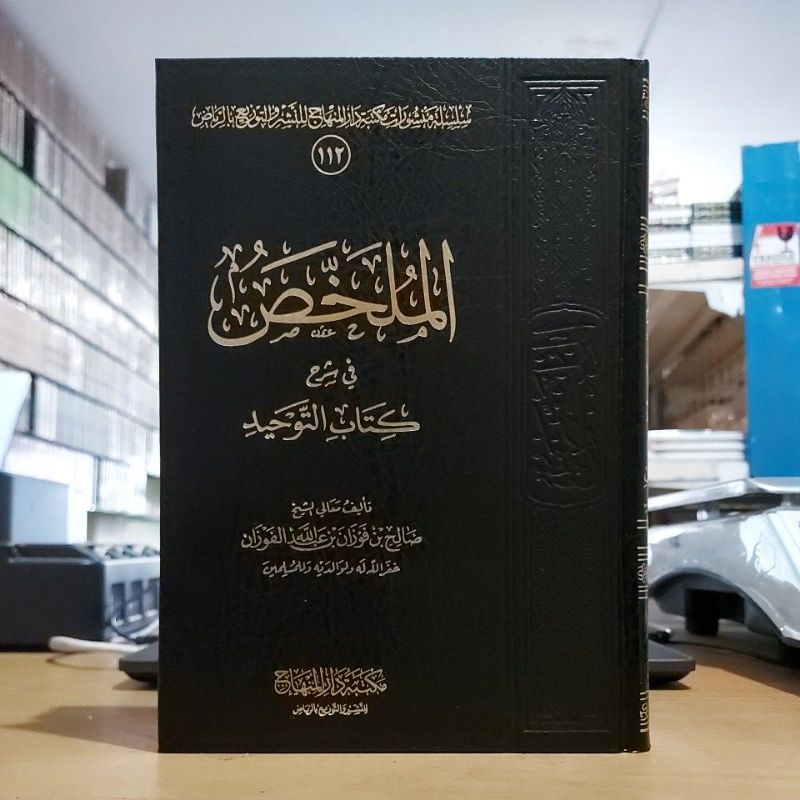 سلسلة منشورات مكتبة دار المنهاج للنشر والتوزيع بالرياض
١١٢
الملخص
في شرح
كتاب التوحيد
تأليف معالي الشيخ
صالح بن فوزان بن عبد الله الفوزان
غفر الله له ولوالديه وللمسلمين
مكتبة دار المنهاج
للنشر والتوزيع بالرياض